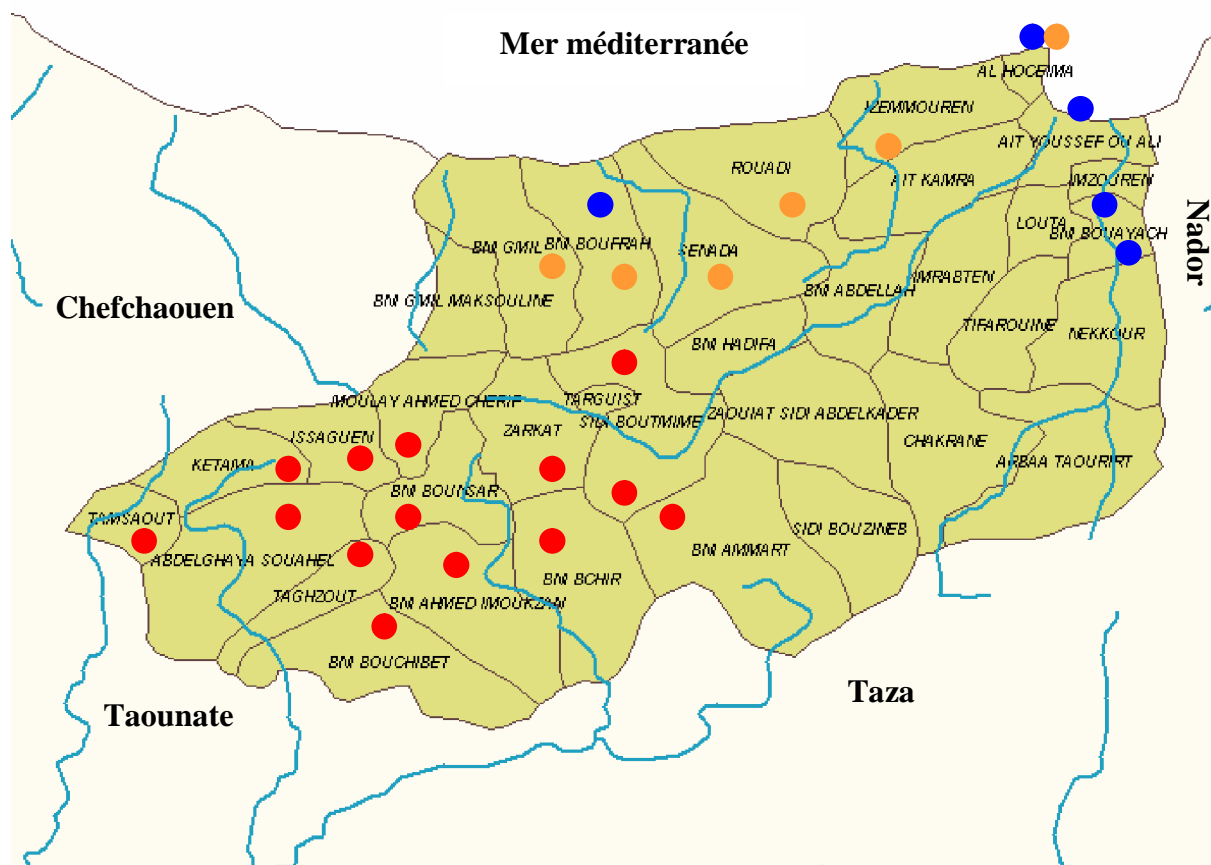 Mer méditerranée
AL HOCEIMA
IZEMMOUREN
AIT YOUSSEF OU ALI
ROUADI
AIT KAMRA
IMZOUREN
Nador
LOUTA
BNI BOUAYACH
BNI GMIL
BNI BOUFRAH
SENADA
IMRABTEN
BNI GMIL MAKSOULINE
BNI ABDELLAH
Chefchaouen
TIFAROUINE
NEKKOUR
BNI HADIFA
MOULAY AHMED CHERIF
TARGUIST
SIDI BOUTMIME
ZAOUIAT SIDI ABDELKADER
ISSAGUEN
ZARKAT
CHAKRANE
KETAMA
ARBAA TAOURIRT
BNI BOUNSAR
TAMSAOUT
SIDI BOUZINEB
ABDELGHAYA SOUAHEL
BNI AMMART
BNI BCHIR
TAGHZOUT
BNI AHMED IMOUKZAN
BNI BOUCHIBET
Taza
Taounate